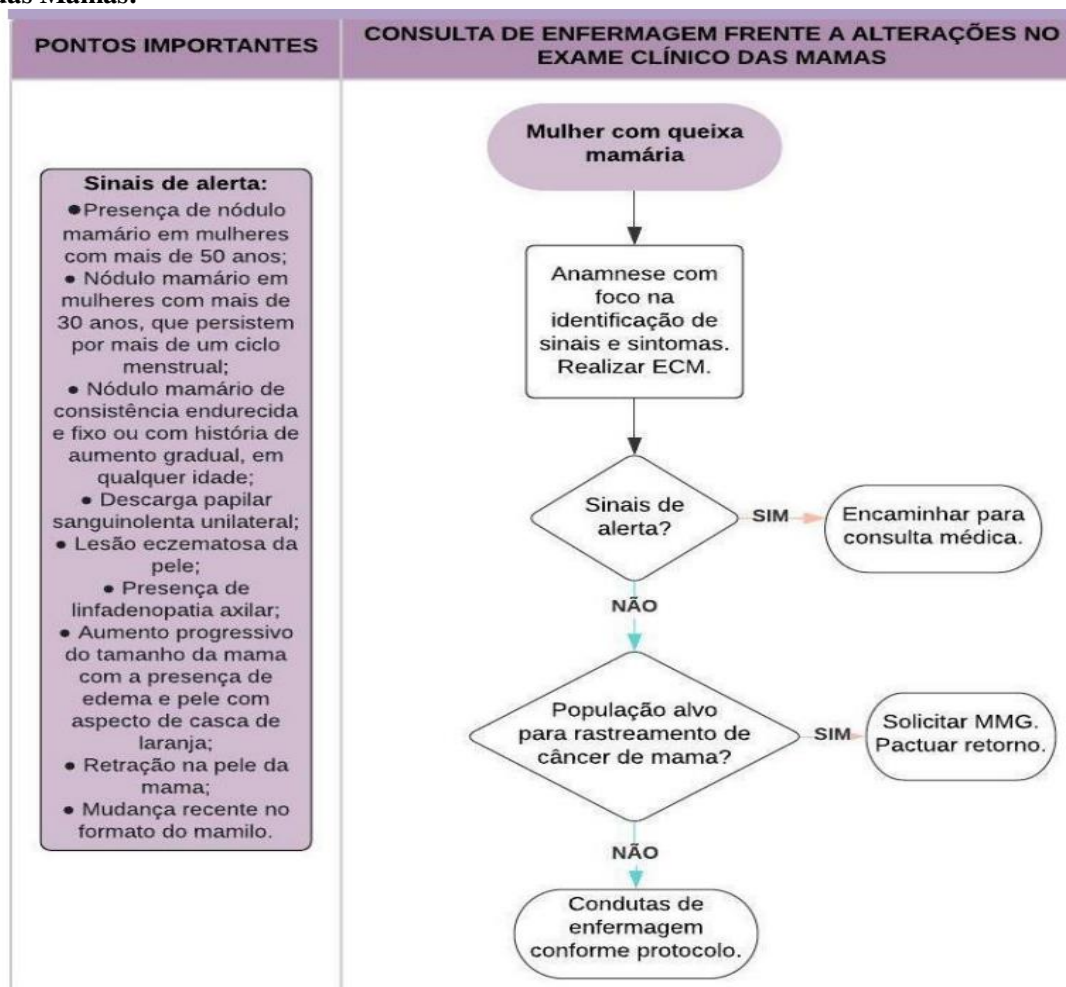 das Mamas.
PONTOS IMPORTANTES
CONSULTA DE ENFERMAGEM FRENTE A ALTERAÇÕES NO
EXAME CLÍNICO DAS MAMAS
Sinais de alerta:
●Presença de nódulo
mamário em mulheres
com mais de 50 anos;
● Nódulo mamário em
mulheres com mais de
30 anos, que persistem
por mais de um ciclo
menstrual;
● Nódulo mamário de
consistência endurecida
e fixo ou com história de
aumento gradual, em
qualquer idade;
● Descarga papilar
sanguinolenta unilateral;
● Lesão eczematosa da
pele;
● Presença de
linfadenopatia axilar;
● Aumento progressivo
do tamanho da mama
com a presença de
edema e pele com
aspecto de casca de
laranja;
● Retração na pele da
mama;
● Mudança recente no
formato do mamilo.
Mulher com queixa
mamária
Anamnese com
foco na
identificação de
sinais e sintomas.
Realizar ECM.
Sinais de
alerta?
SIM
Encaminhar para
consulta médica.
NÃO
População alvo
para rastreamento de
câncer de mama?
SIM
Solicitar MMG.
Pactuar retorno.
NÃO
Condutas de
enfermagem
conforme protocolo.